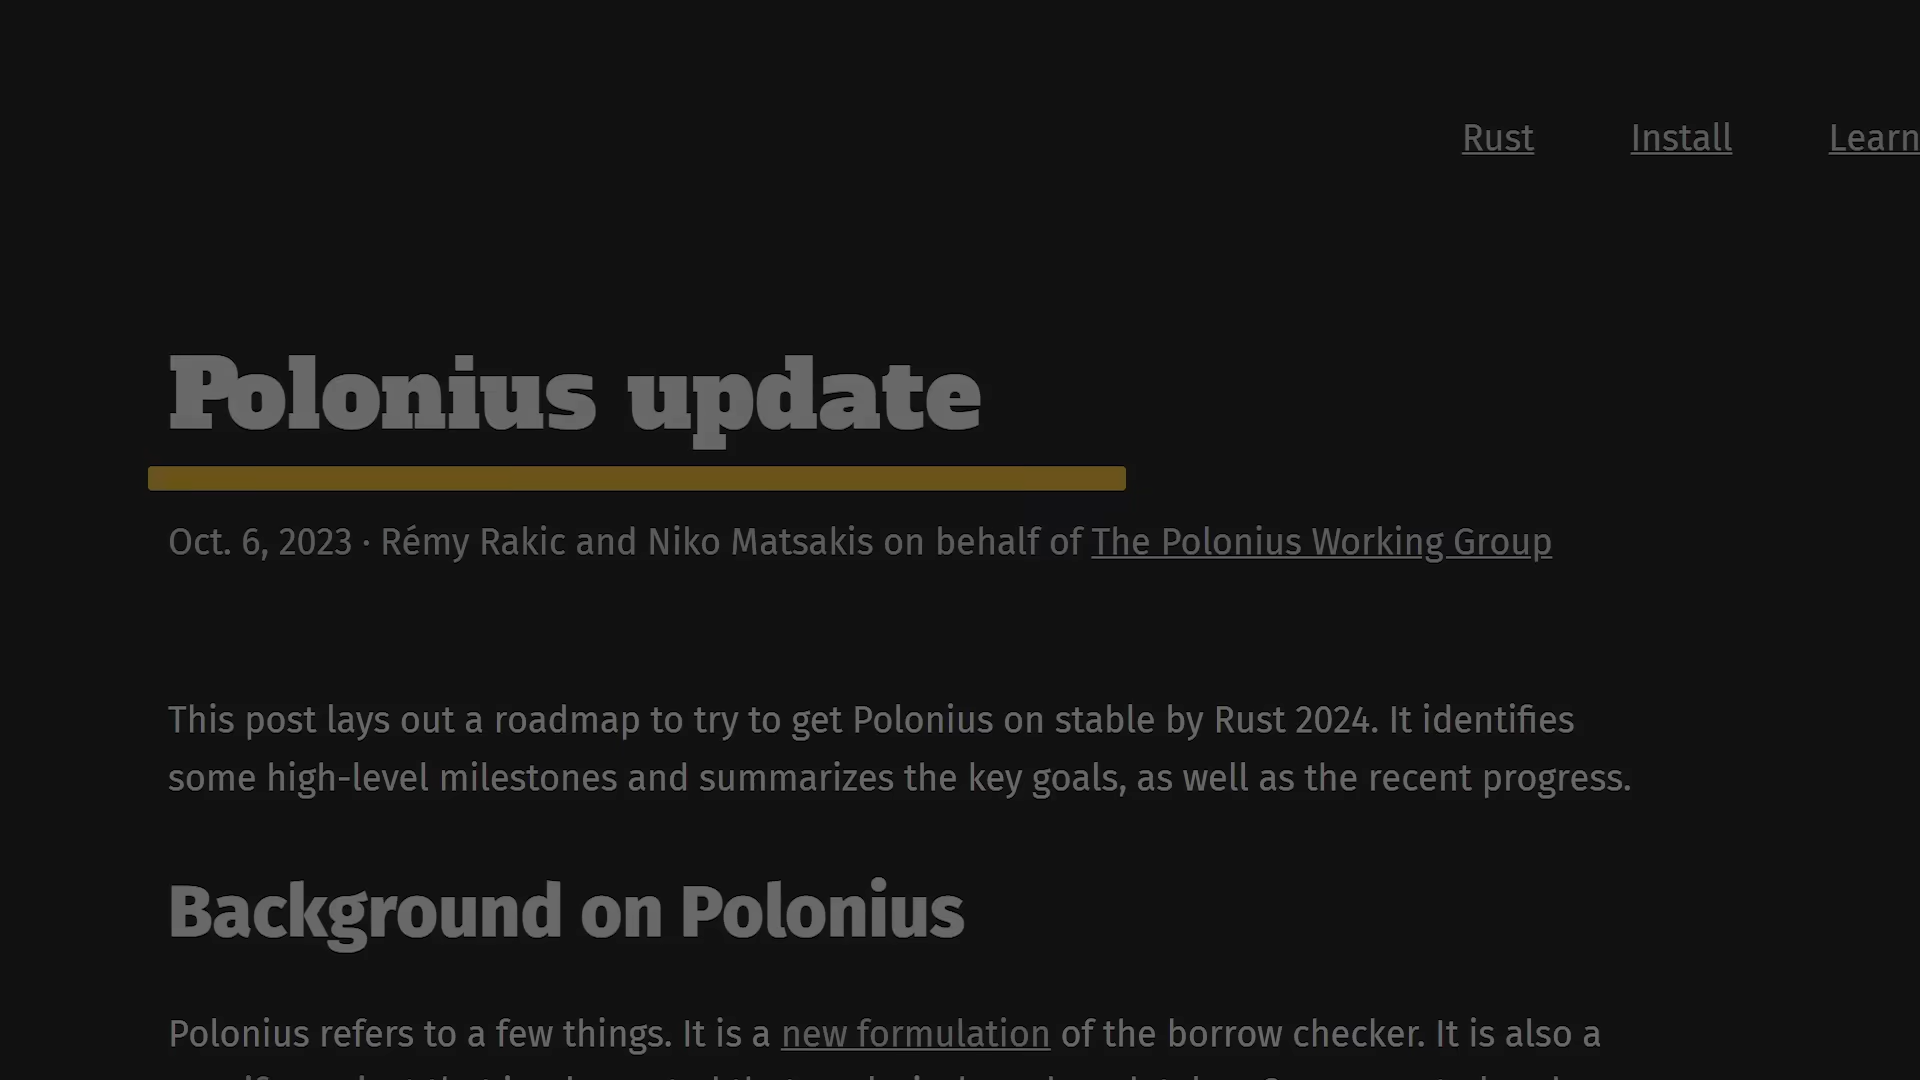 Rust Install Learn
Polonius update
Oct. 6, 2023 · Rémy Rakic and Niko Matsakis on behalf of The Polonius Working Group
This post lays out a roadmap to try to get Polonius on stable by Rust 2024. It identifies
some high-level milestones and summarizes the key goals, as well as the recent progress.
Background on Polonius
Polonius refers to a few things. It is a new formulation of the borrow checker. It is also a